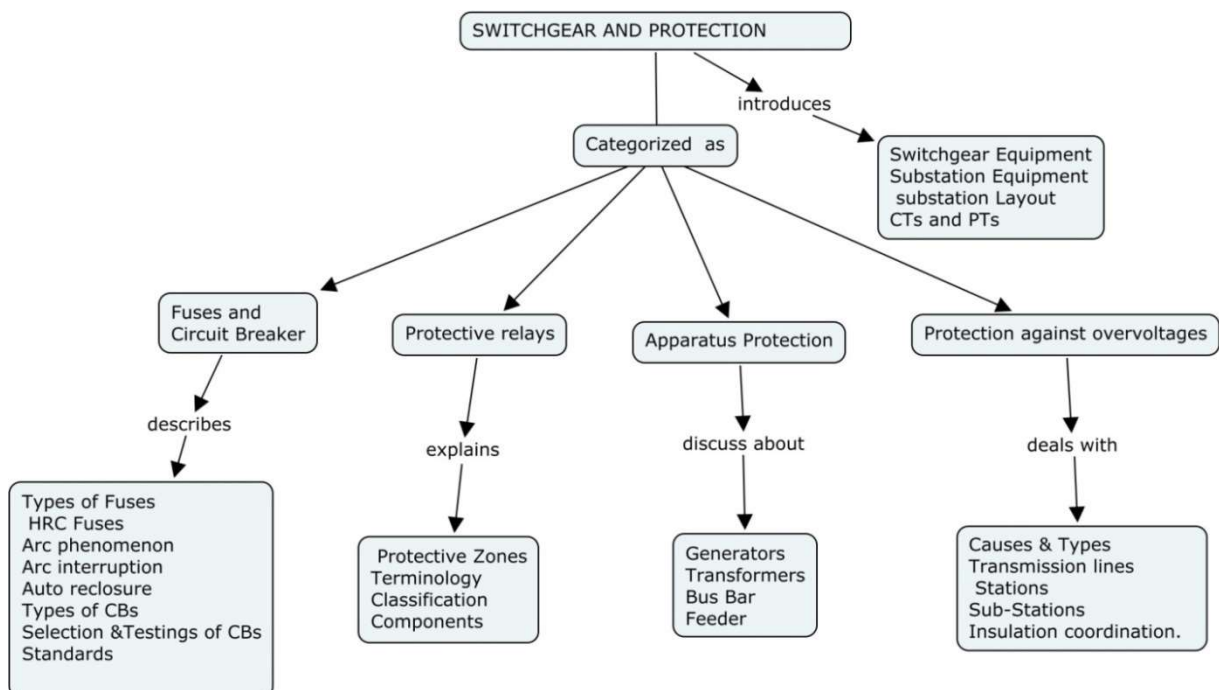 SWITCHGEAR AND PROTECTION
introduces
Categorized as
Switchgear Equipment
Substation Equipment
substation Layout
CTs and PTs
Fuses and
Circuit Breaker
Protective relays
Apparatus Protection
Protection against overvoltages
describes
explains
discuss about
deals with
Types of Fuses
HRC Fuses
Arc phenomenon
Arc interruption
Auto reclosure
Types of CBs
Selection &Testings of CBs
Standards
Protective Zones
Terminology
Classification
Components
Generators
Transformers
Bus Bar
Feeder
Causes & Types
Transmission lines
Stations
Sub-Stations
Insulation coordination.